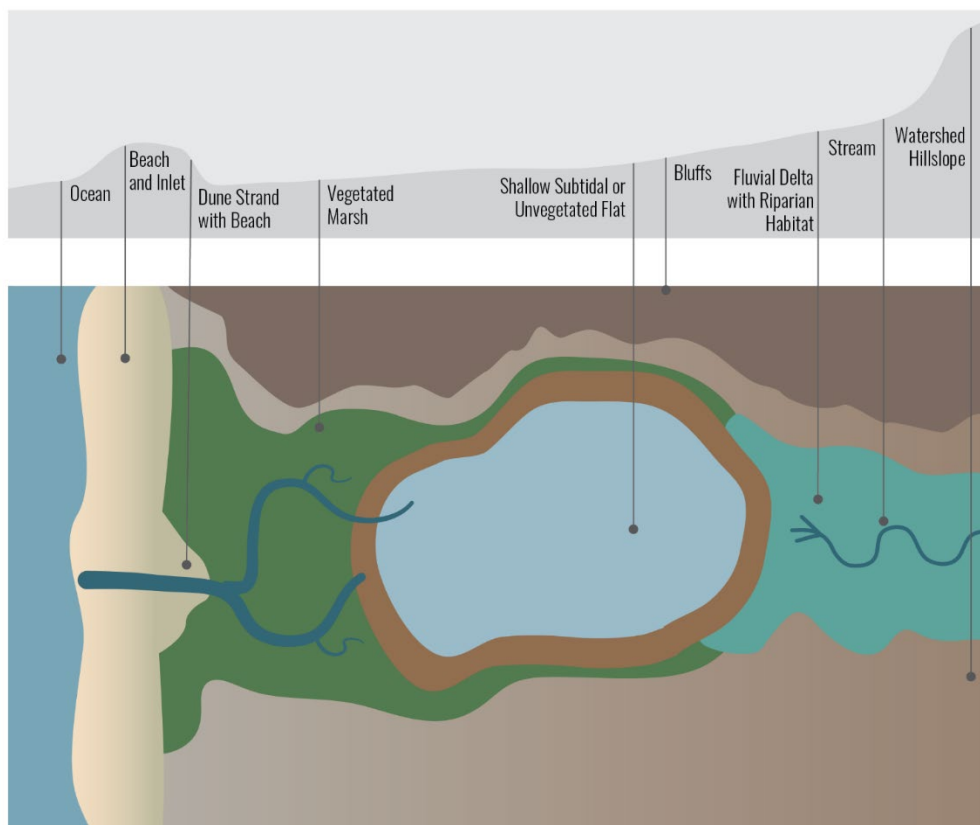 Ocean
Beach
and Inlet
Dune Strand
with Beach
Vegetated
Marsh
Shallow Subtidal or
Unvegetated Flat
Bluffs
Fluvial Delta
with Riparian
Habitat
Stream
Watershed
Hillslope